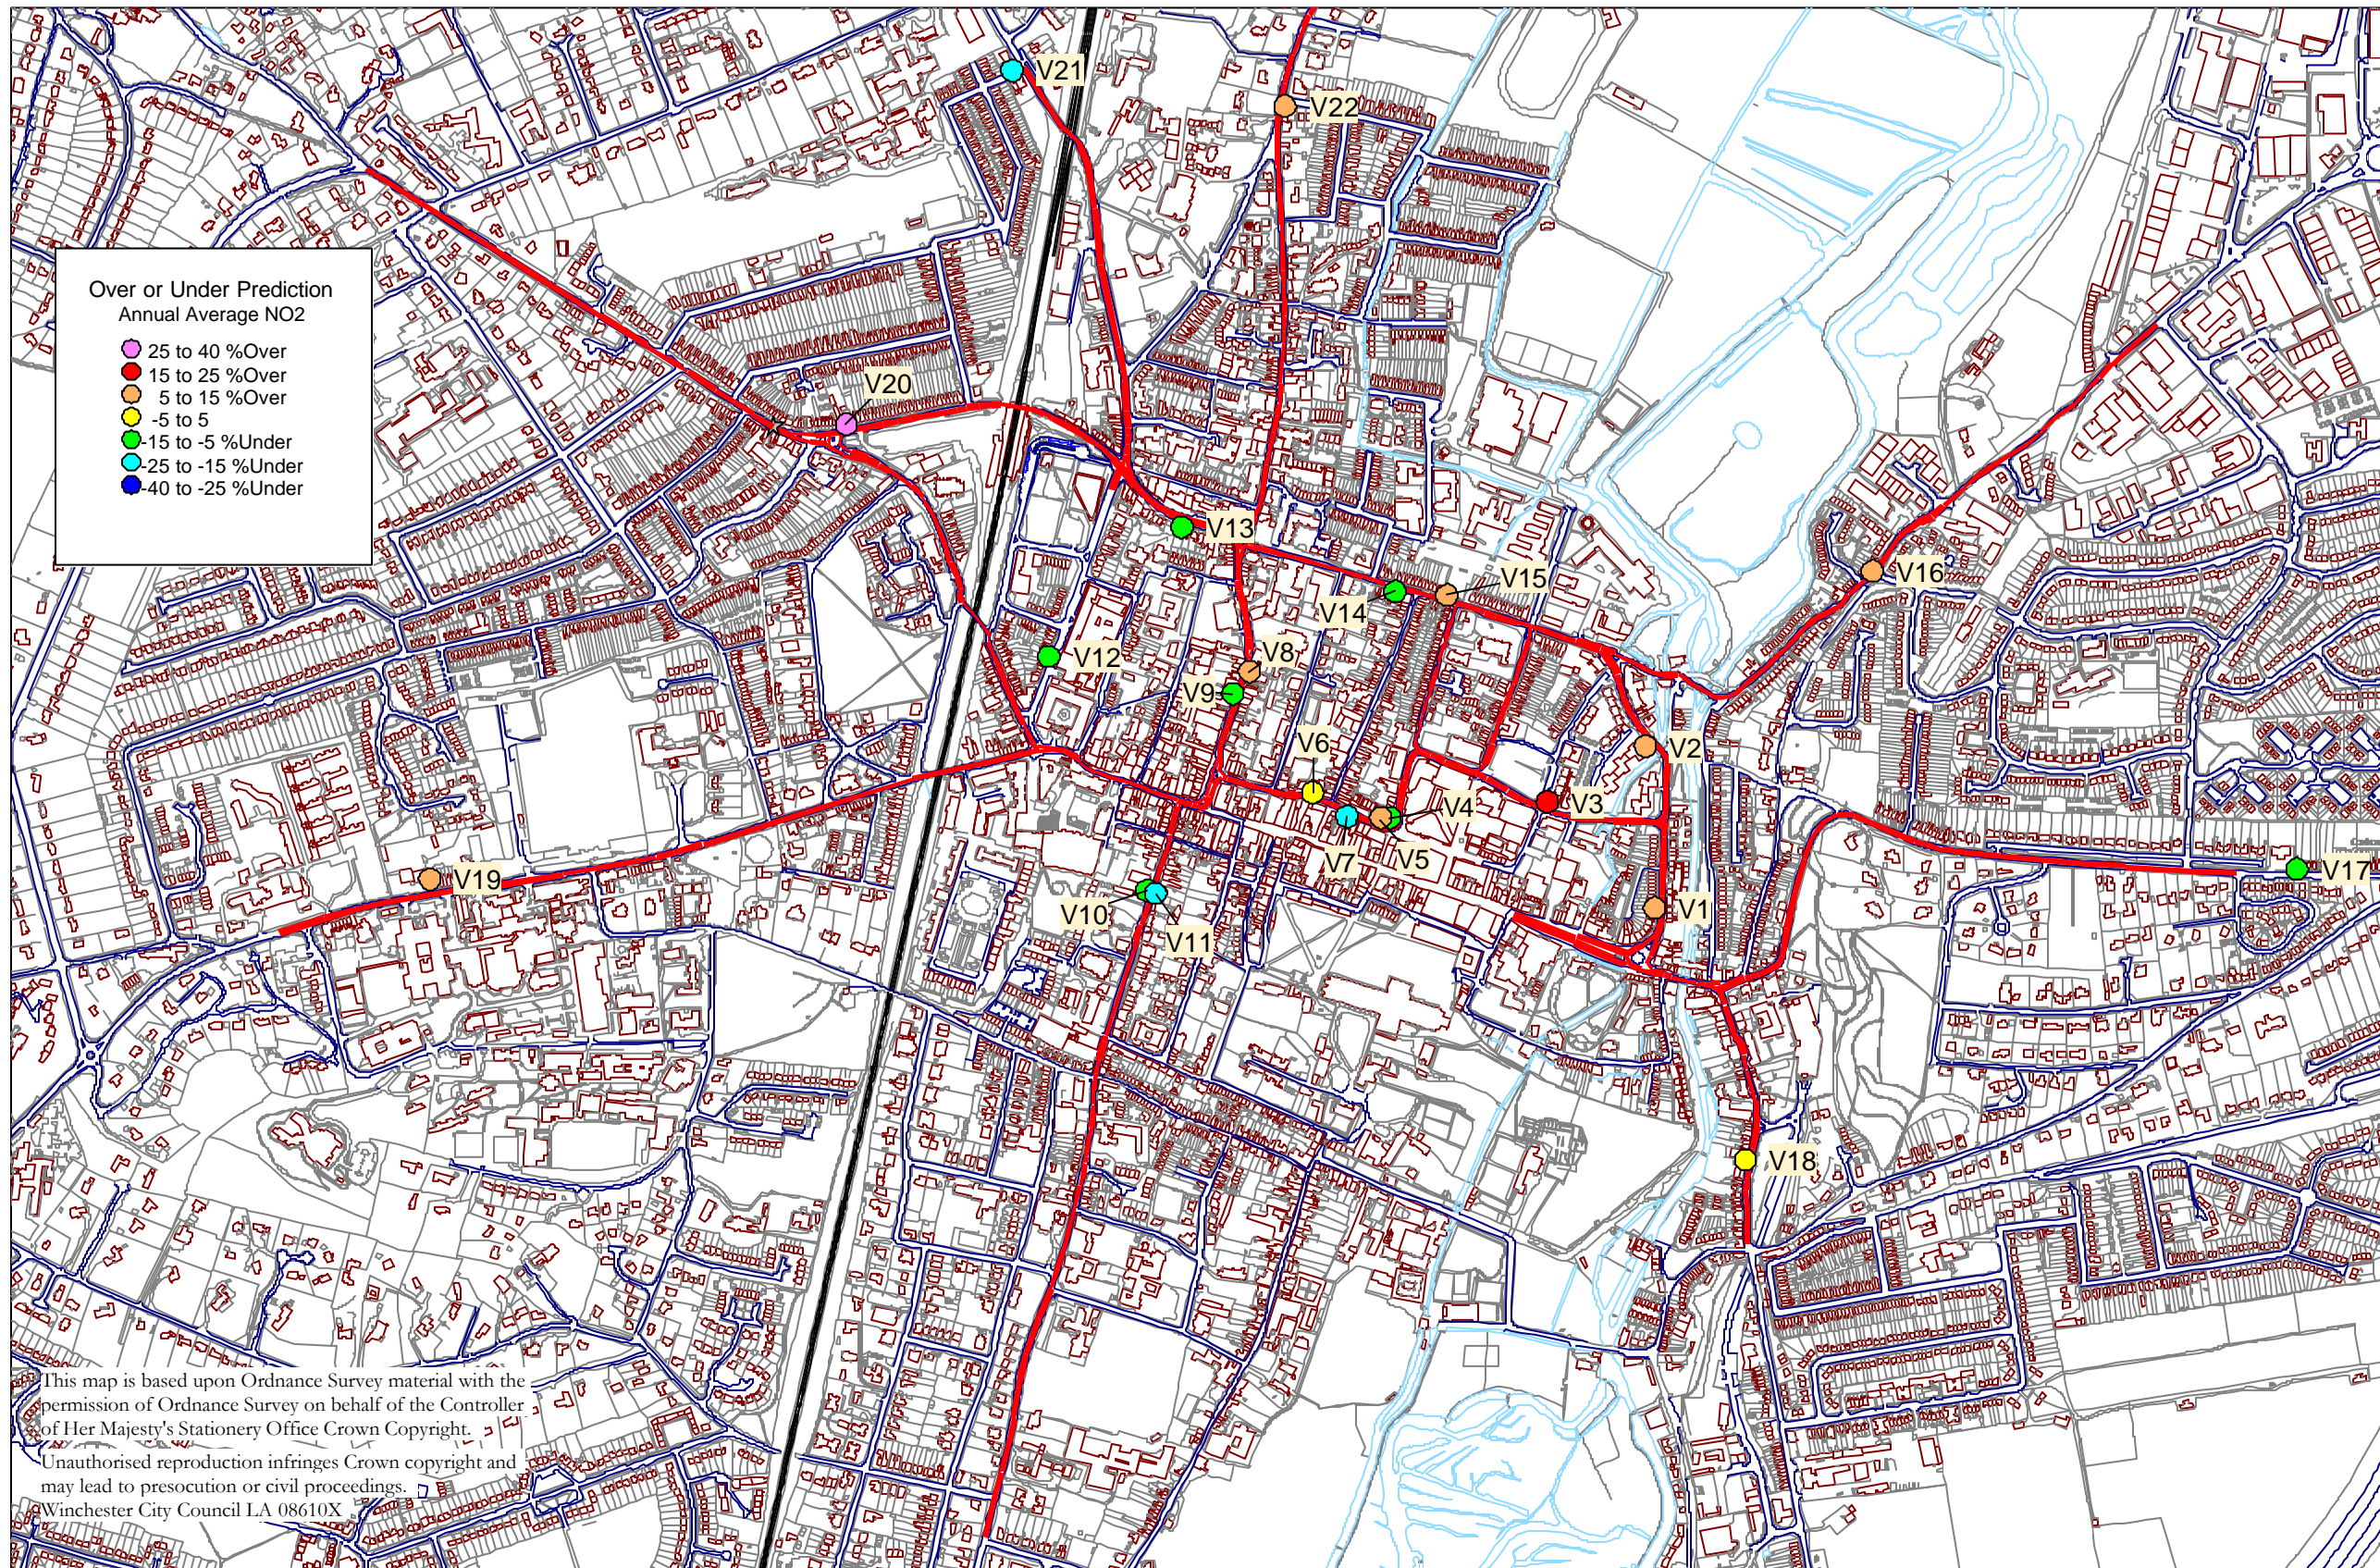 V21
V22
Over or Under Prediction
Annual Average NO2
25 to 40 %Over
15 to 25 %Over
5 to 15 %Over
-5 to 5
-15 to -5 %Under
-25 to -15 %Under
-40 to -25 %Under
V20
V13
V15
V16
V14
V12
V8
V9
V6
V2
V3
V4
V7
V5
V17
V19
V10
V1
V11
V18
This map is based upon Ordnance Survey material with the
permission of Ordnance Survey on behalf of the Controller
of Her Majesty's Stationery Office Crown Copyright.
Unauthorised reproduction infringes Crown copyright and
may lead to presocution or civil proceedings.
Winchester City Council LA 08610X